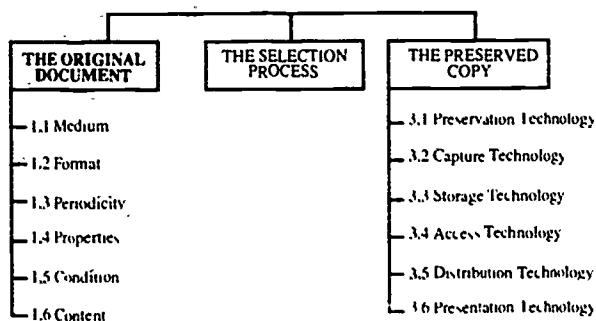 THE ORIGINAL
DOCUMENT
1.1 Medium
1.2 Format
1.3 Periodicity
1.4 Properties
1.5 Condition
1.6 Content
THE SELECTION
PROCESS
THE PRESERVED
COPY
3.1 Preservation Technology
3.2 Capture Technology
3.3 Storage Technology
3.4 Access Technology
3.5 Distribution Technology
3.6 Presentation Technology